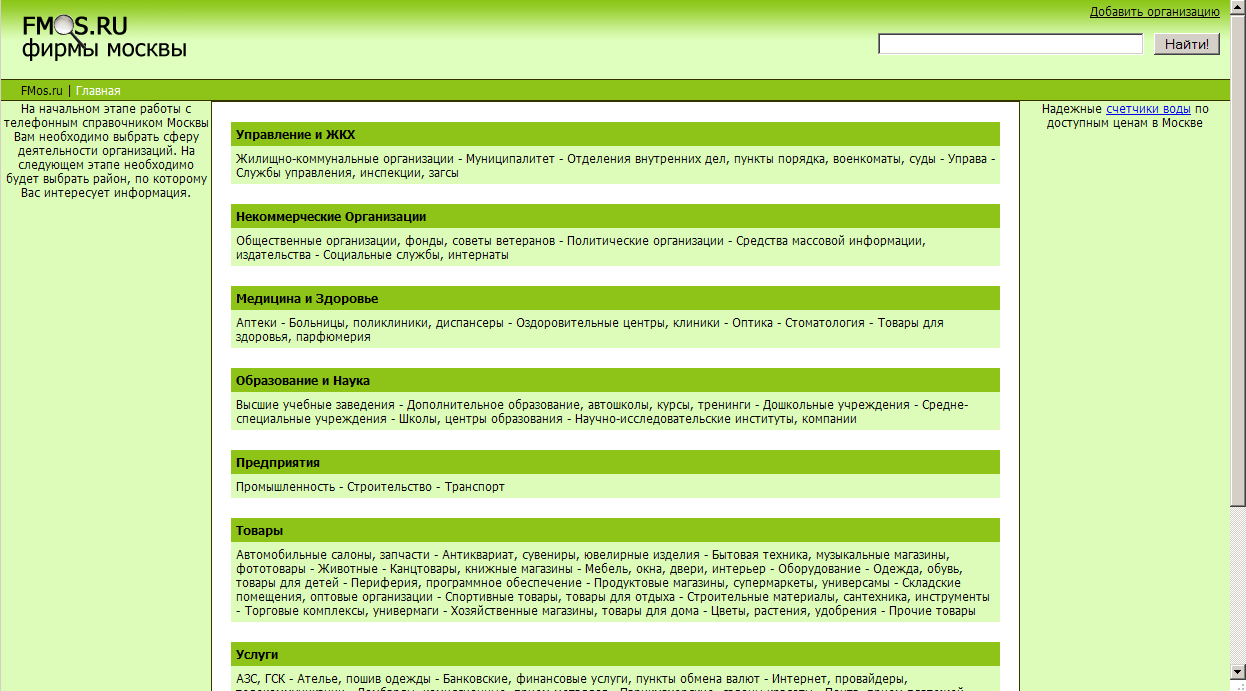 Добавить организацию
FMOS.RU
фирмы москвы
Найти!
FMos.ru | Главная
На начальном этапе работы с
телефонным справочником Москвы
Вам необходимо выбрать сферу
деятельности организаций. На
следующем этапе необходимо
будет выбрать район, по которому
Вас интересует информация.
Управление и ЖКХ
Жилищно-коммунальные организации - Муниципалитет - Отделения внутренних дел, пункты порядка, военкоматы, суды - Управа -
Службы управления, инспекции, загсы
Некоммерческие Организации
Общественные организации, фонды, советы ветеранов - Политические организации - Средства массовой информации,
издательства - Социальные службы, интернаты
Медицина и Здоровье
Аптеки - Больницы, поликлиники, диспансеры - Оздоровительные центры, клиники - Оптика - Стоматология - Товары для
здоровья, парфюмерия
Образование и Наука
Высшие учебные заведения - Дополнительное образование, автошколы, курсы, тренинги - Дошкольные учреждения - Средне-
специальные учреждения - Школы, центры образования - Научно-исследовательские институты, компании
Предприятия
Промышленность - Строительство - Транспорт
Товары
Автомобильные салоны, запчасти - Антиквариат, сувениры, ювелирные изделия - Бытовая техника, музыкальные магазины,
фототовары - Животные - Канцтовары, книжные магазины - Мебель, окна, двери, интерьер - Оборудование - Одежда, обувь,
товары для детей - Периферия, программное обеспечение - Продуктовые магазины, супермаркеты, универсамы - Складские
помещения, оптовые организации - Спортивные товары, товары для отдыха - Строительные материалы, сантехника, инструменты
- Торговые комплексы, универмаги - Хозяйственные магазины, товары для дома - Цветы, растения, удобрения - Прочие товары
Услуги
АЗС, ГСК - Ателье, пошив одежды - Банковские, финансовые услуги, пункты обмена валют - Интернет, провайдеры,
Надежные счетчики воды по
доступным ценам в Москве